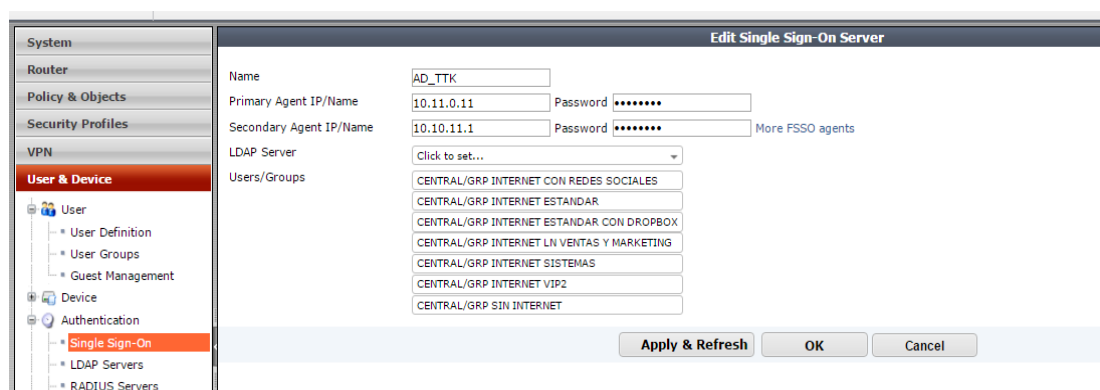 Edit Single Sign-On Server
System
Router
Policy & Objects
Security Profiles
VPN
User & Device
User
User Definition
User Groups
Guest Management
Device
Authentication
Single Sign-On
LDAP Servers
RADIUS Servers
Name AD_TTK
Primary Agent IP/Name 10.11.0.11 Password ••••••••
Secondary Agent IP/Name 10.10.11.1 Password •••••••• More FSSO agents
LDAP Server Click to set...
Users/Groups CENTRAL/GRP INTERNET CON REDES SOCIALES
CENTRAL/GRP INTERNET ESTANDAR
CENTRAL/GRP INTERNET ESTANDAR CON DROPBOX
CENTRAL/GRP INTERNET LN VENTAS Y MARKETING
CENTRAL/GRP INTERNET SISTEMAS
CENTRAL/GRP INTERNET VIP2
CENTRAL/GRP SIN INTERNET
Apply & Refresh OK Cancel